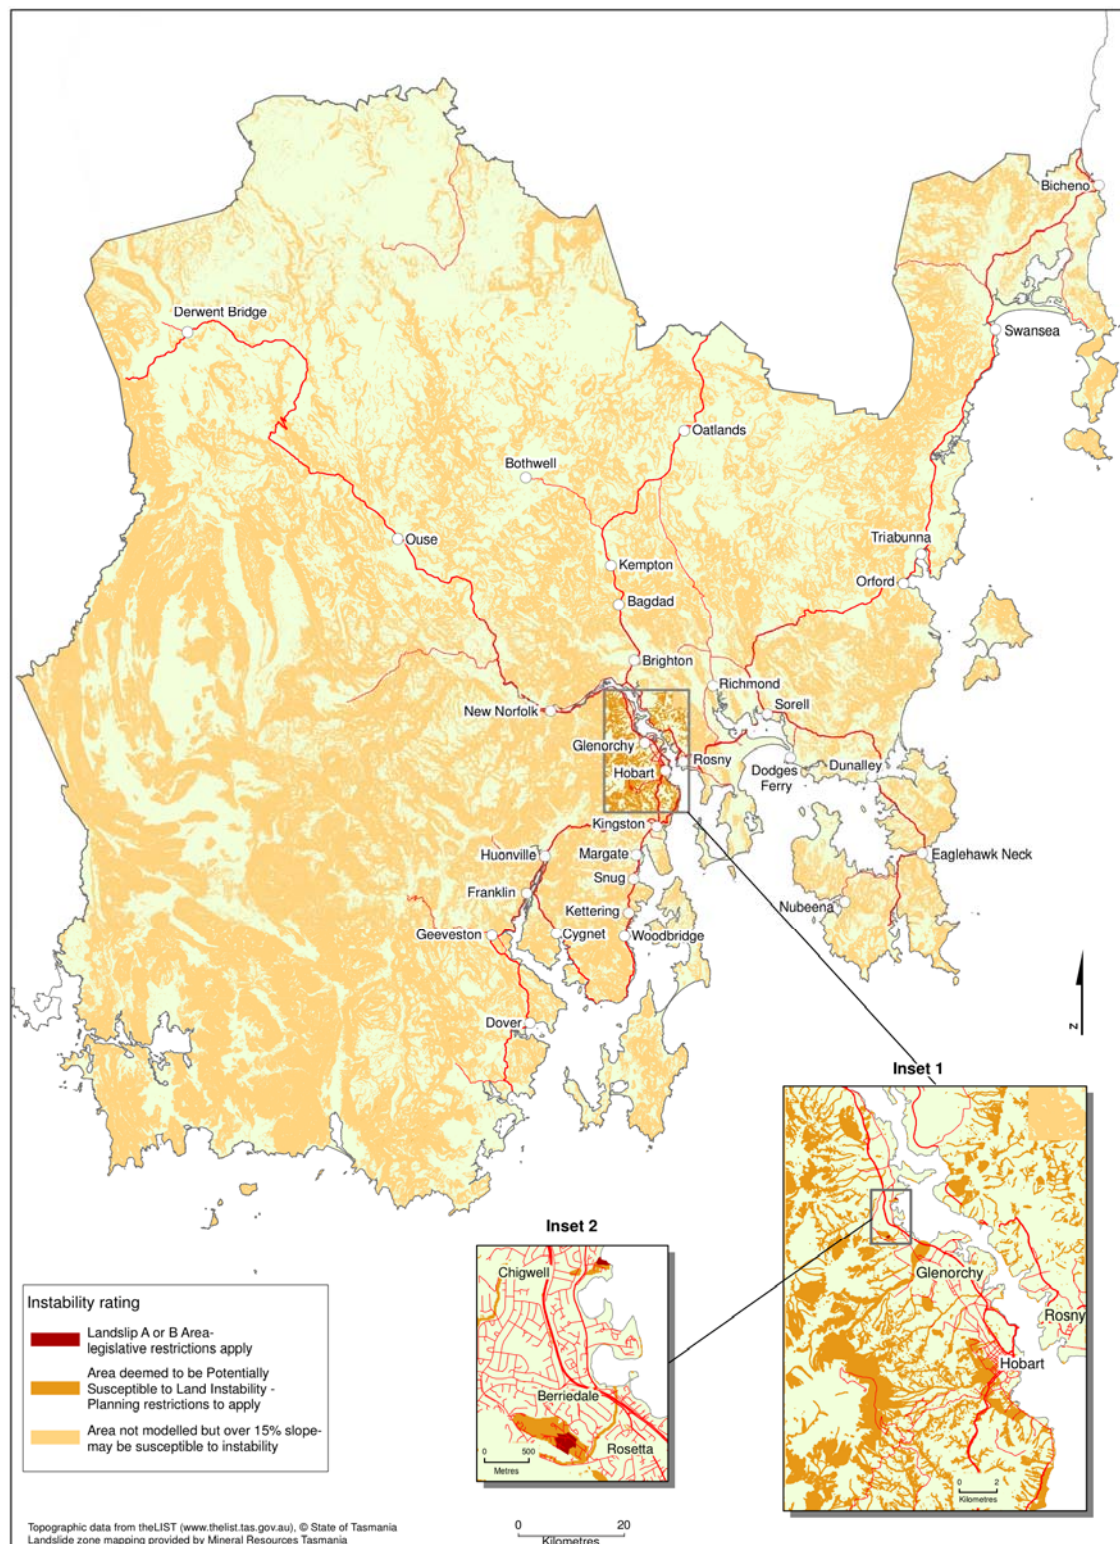 Bicheno
Derwent Bridge
Swansea
Oatlands
Bothwell
Ouse
Triabunna
Kempton
Orford
Bagdad
Brighton
Richmond
New Norfolk
Sorell
Glenorchy
Rosny
Hobart
Dodges
Ferry
Dunalley
Kingston
Huonville
Margate
Eaglehawk Neck
Snug
Franklin
Nubeena
Kettering
Geeveston
Cygnet
Woodbridge
Dover
N
Inset 1
Glenorchy
Rosny
Hobart
0 2
Kilometres
Inset 2
Chigwell
Berriedale
Rosetta
0 500
Metres
Instability rating
Landslip A or B Area-
legislative restrictions apply
Area deemed to be Potentially
Susceptible to Land Instability -
Planning restrictions to apply
Area not modelled but over 15% slope-
may be susceptible to instability
Topographic data from theLIST (www.thelist.tas.gov.au), © State of Tasmania
Landslide zone mapping provided by Mineral Resources Tasmania
0 20
Kilometres